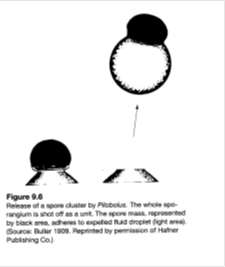 Figure 9.6
Release of a spore cluster by Pilobolus. The whole spo-
rangium is shot off as a unit. The spore mass, represented
by black area, adheres to expelled fluid droplet (light area).
(Source: Buller 1909. Reprinted by permission of Hafner
Publishing Co.)